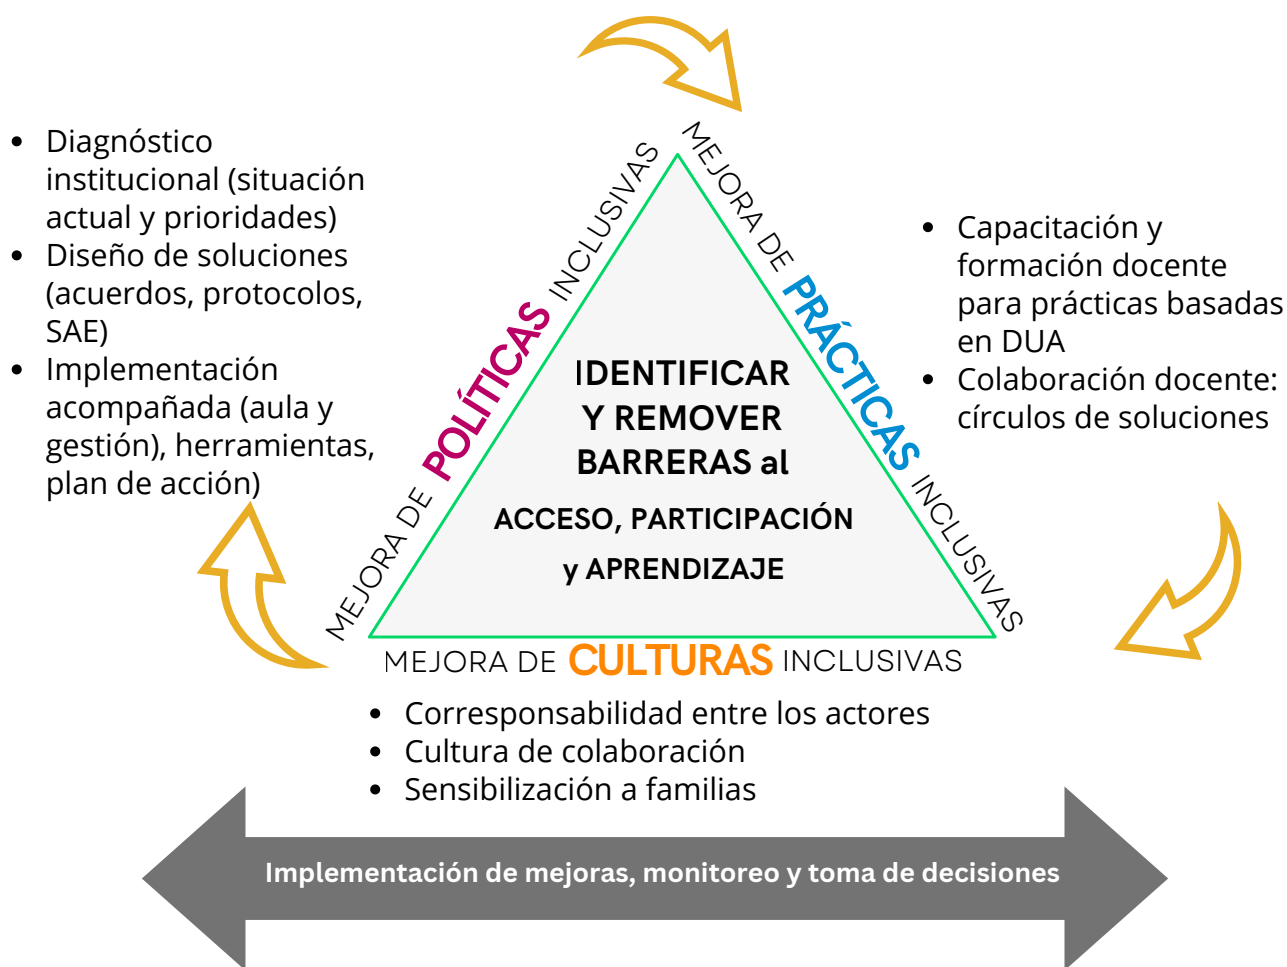 • Diagnóstico
institucional (situación
actual y prioridades)
• Diseño de soluciones
(acuerdos, protocolos,
SAE)
• Implementación
acompañada (aula y
gestión), herramientas,
plan de acción)
MEJORA DE POLÍTICAS INCLUSIVAS
MEJORA DE PRÁCTICAS INCLUSIVAS
IDENTIFICAR
Y REMOVER
BARRERAS al
ACCESO, PARTICIPACIÓN
y APRENDIZAJE
• Capacitación y
formación docente
para prácticas basadas
en DUA
• Colaboración docente:
círculos de soluciones
MEJORA DE CULTURAS INCLUSIVAS
• Corresponsabilidad entre los actores
• Cultura de colaboración
• Sensibilización a familias
Implementación de mejoras, monitoreo y toma de decisiones